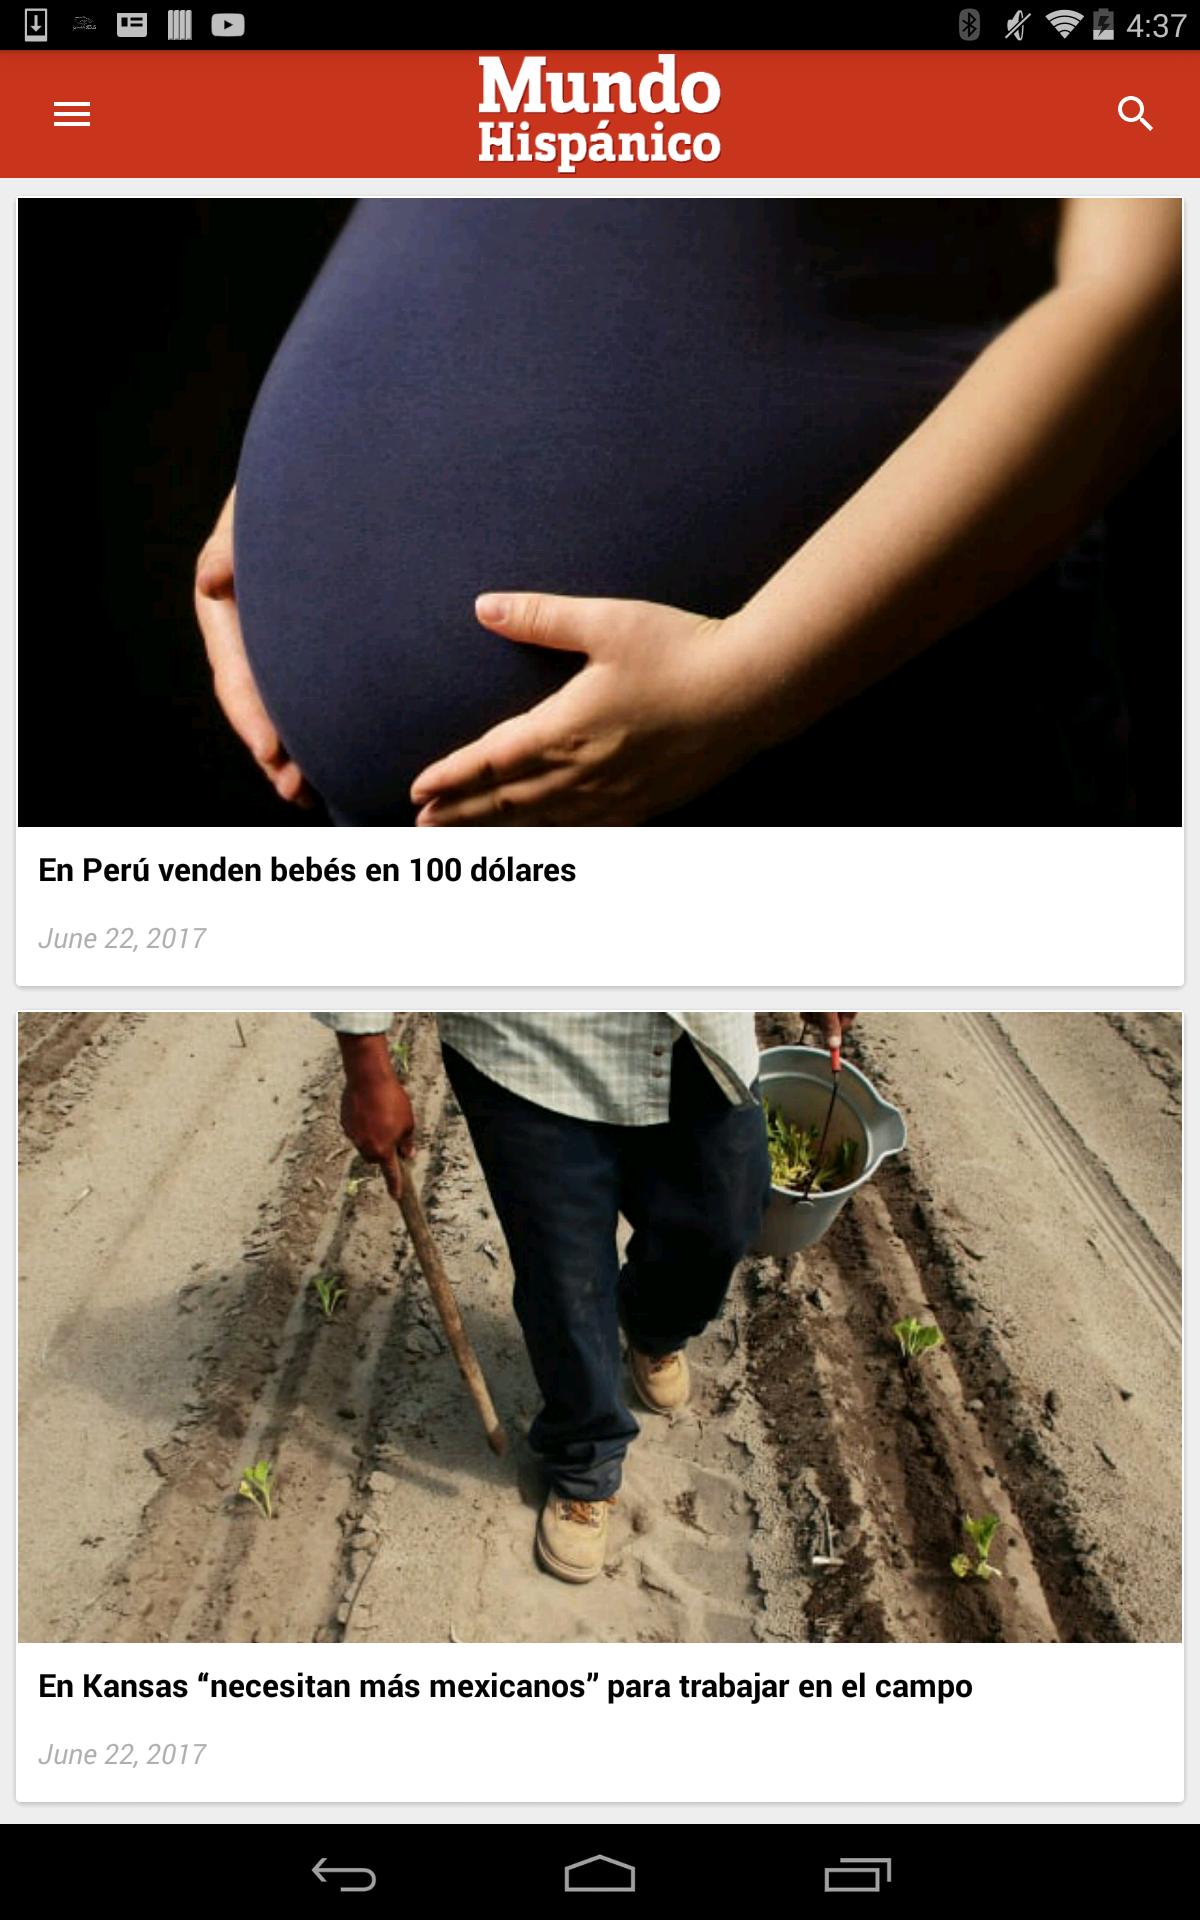 4:37
Mundo
Hispánico
En Perú venden bebés en 100 dólares
June 22, 2017
En Kansas “necesitan más mexicanos” para trabajar en el campo
June 22, 2017